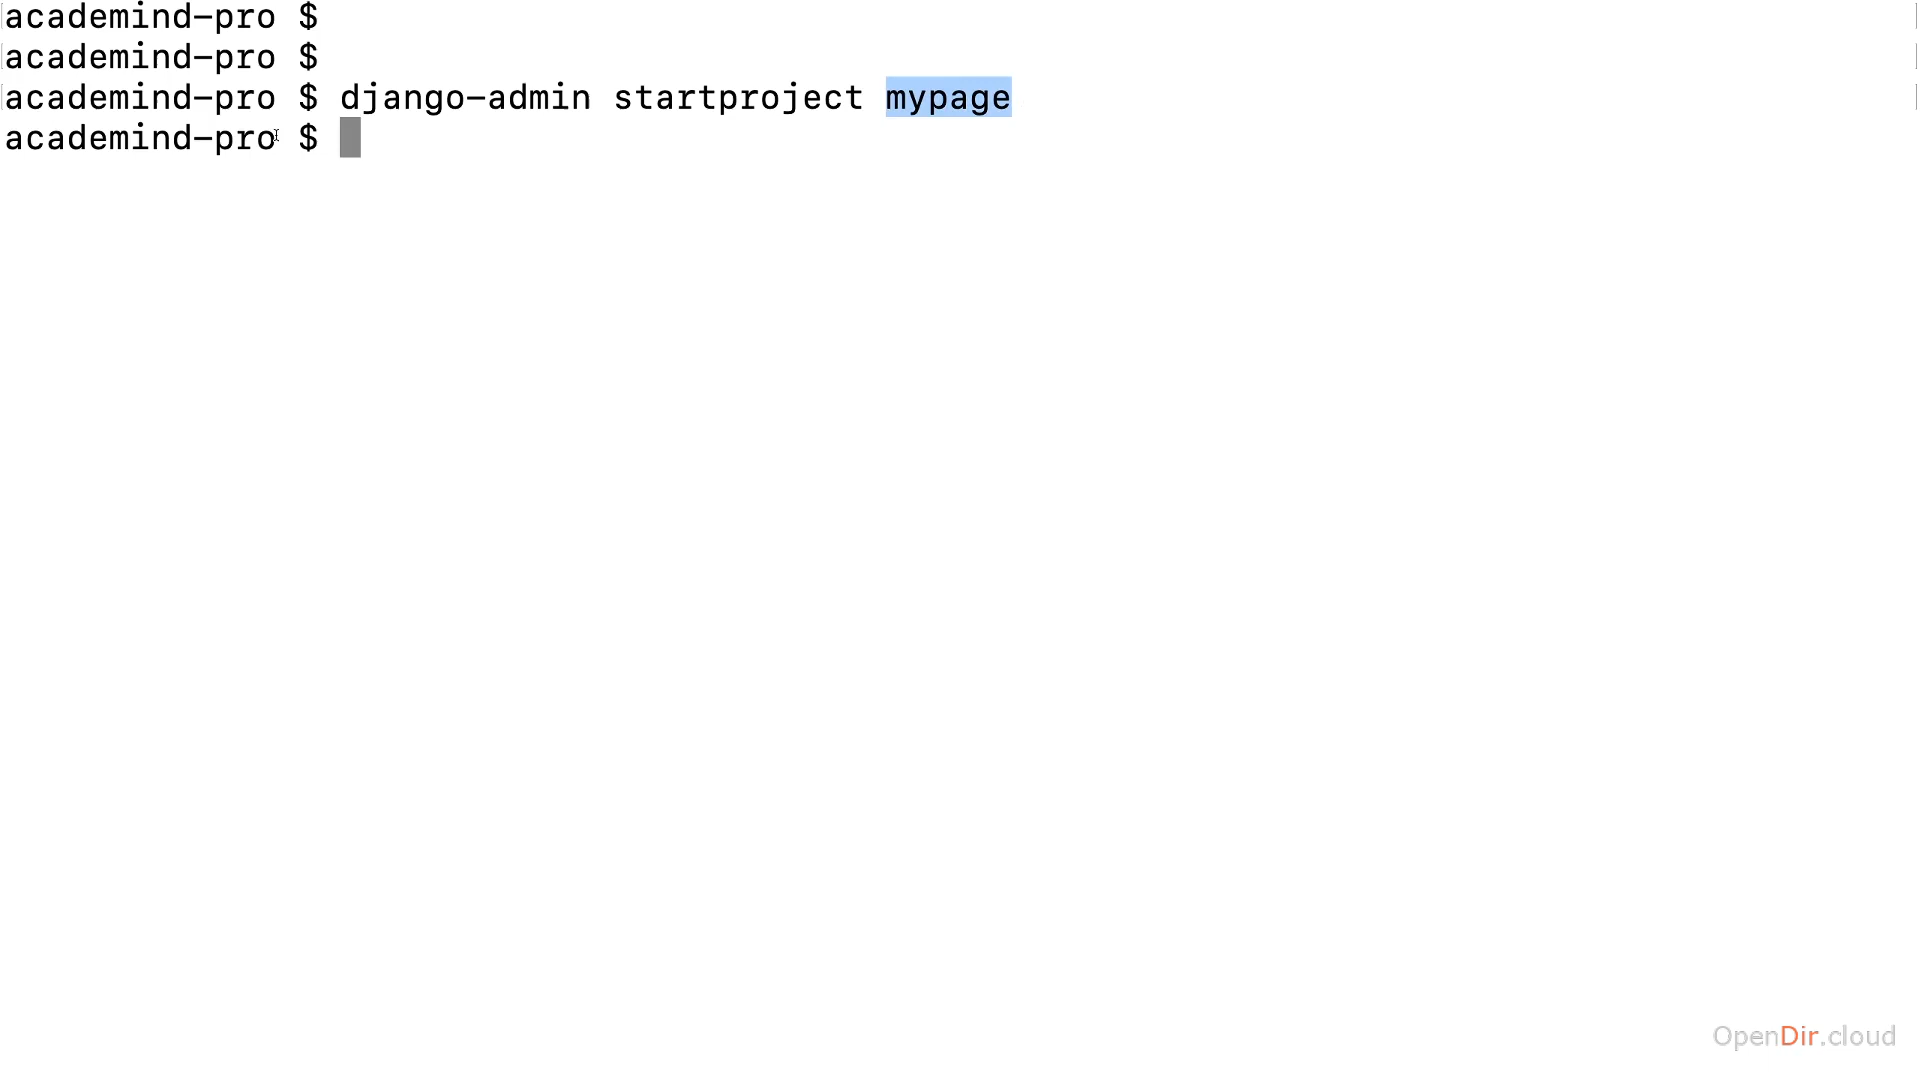 academind-pro $
academind-pro $
academind-pro $ django-admin startproject mypage
academind-pro $
OpenDir.cloud